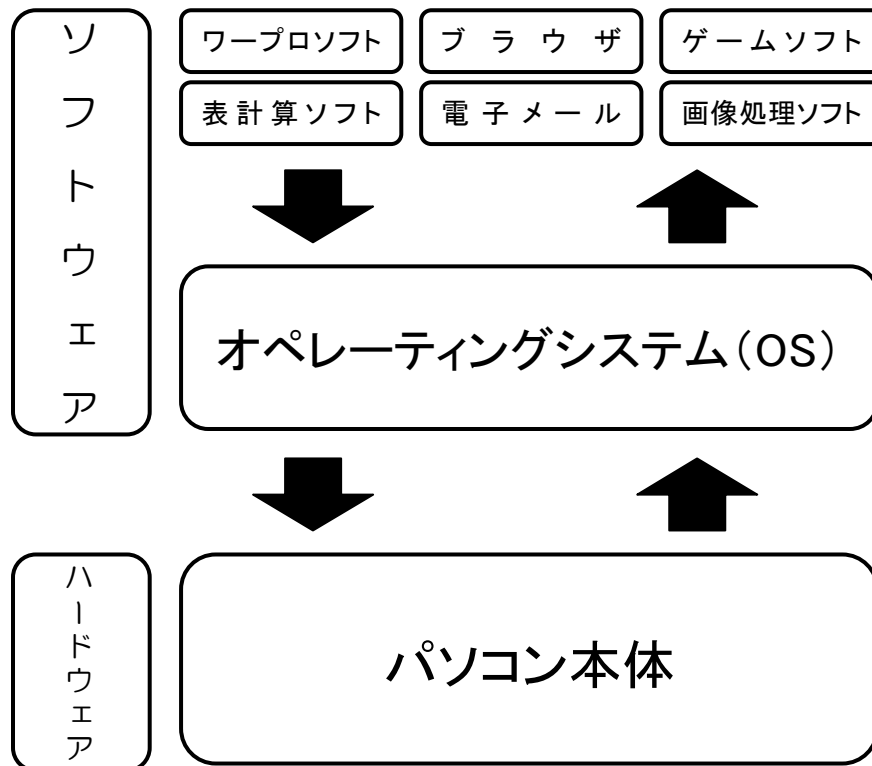 ソフトウェア
ワープロソフト
ブラウザ
ゲームソフト
表計算ソフト
電子メール
画像処理ソフト
オペレーティングシステム(OS)
ハードウェア
パソコン本体